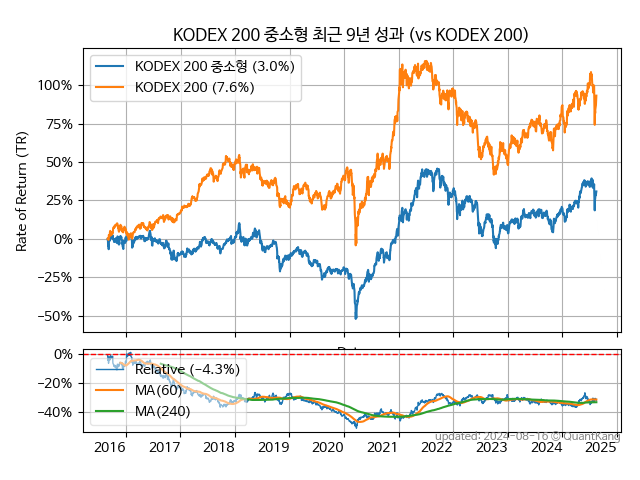 KODEX 200 중소형 최근 9년 성과 (vs KODEX 200)
Rate of Return (TR)
100%
75%
50%
25%
0%
−25%
−50%
KODEX 200 중소형 (3.0%)
KODEX 200 (7.6%)
0%
−20%
−40%
Relative (−4.3%)
MA(60)
MA(240)
updated: 2024-08-16 © QuantKang
2016 2017 2018 2019 2020 2021 2022 2023 2024 2025